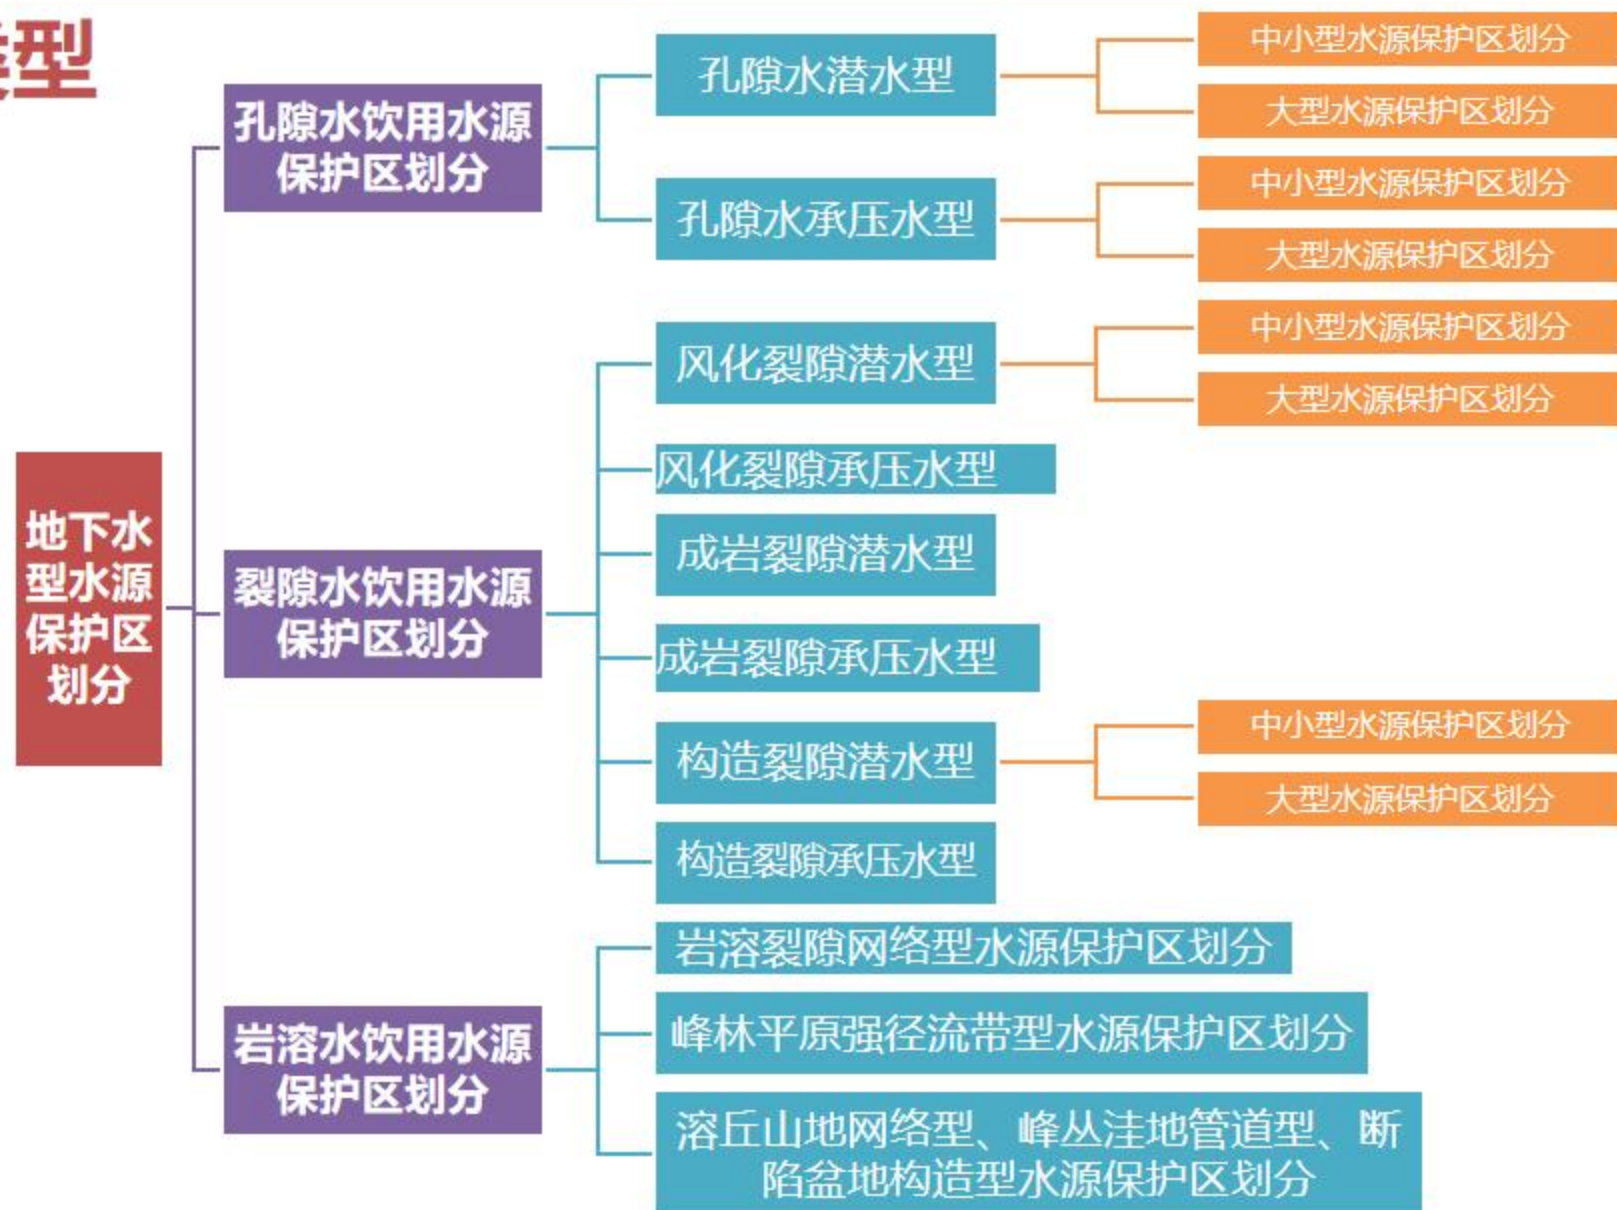 型
地下水
型水源
保护区
划分
孔隙水饮用水源
保护区划分
孔隙水潜水型
中小型水源保护区划分
大型水源保护区划分
孔隙水承压水型
中小型水源保护区划分
大型水源保护区划分
裂隙水饮用水源
保护区划分
风化裂隙潜水型
中小型水源保护区划分
大型水源保护区划分
风化裂隙承压水型
成岩裂隙潜水型
成岩裂隙承压水型
构造裂隙潜水型
中小型水源保护区划分
大型水源保护区划分
构造裂隙承压水型
岩溶水饮用水源
保护区划分
岩溶裂隙网络型水源保护区划分
峰林平原强径流带型水源保护区划分
溶丘山地网络型、峰丛洼地管道型、断
陷盆地构造型水源保护区划分